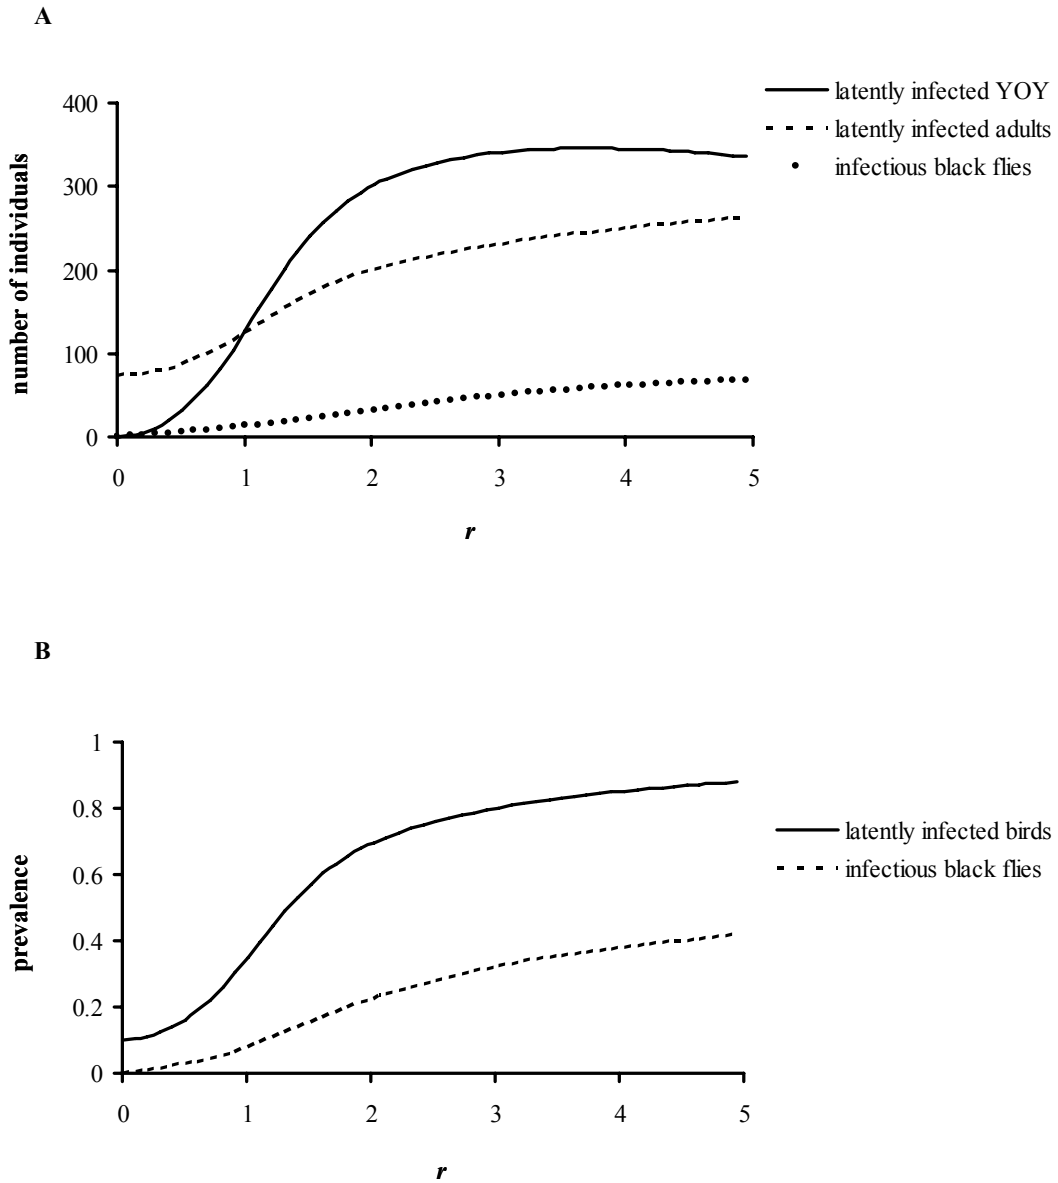 A
400
300
200
100
0
number of individuals
0 1 2 3 4 5
r
latently infected YOY
latently infected adults
infectious black flies
B
1
0.8
0.6
0.4
0.2
0
prevalence
0 1 2 3 4 5
r
latently infected birds
infectious black flies